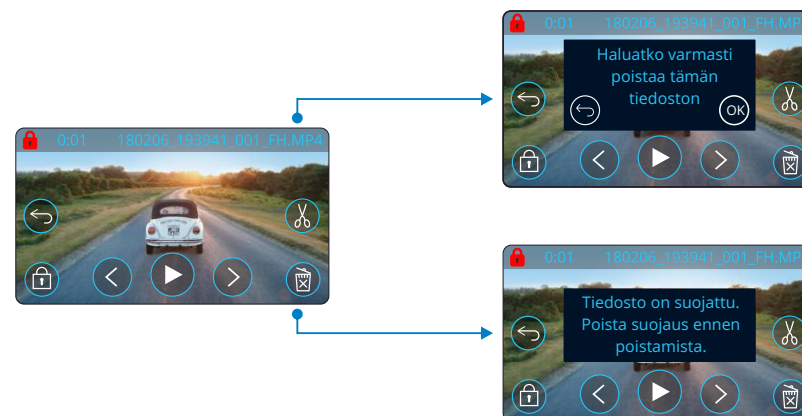 0:01 180206_193941_001_FH.MP4
0:01 180206_193941_001_FH.MP
Haluatko varmasti
poistaa tämän
tiedoston
OK
0:01 180206_193941_001_FH.MP
Tiedosto on suojattu.
Poista suojaus ennen
poistamista.